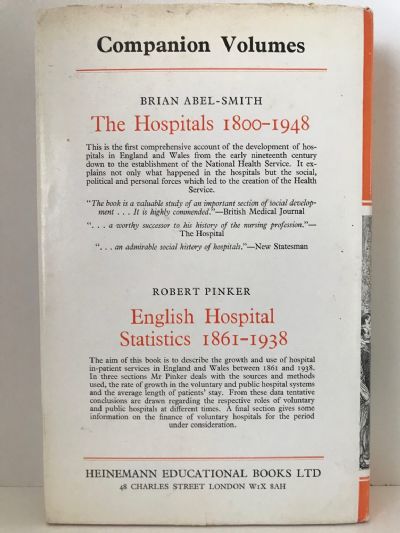 Companion Volumes
BRIAN ABEL-SMITH
The Hospitals 1800-1948
This is the first comprehensive account of the development of hos-
pitals in England and Wales from the early nineteenth century
down to the establishment of the National Health Service. It ex-
plains not only what happened in the hospitals but the social,
political and personal forces which led to the creation of the Health
Service.
"The book is a valuable study of an important section of social develop-
ment . . . It is highly commended."—British Medical Journal
". . . a worthy successor to his history of the nursing profession."—
The Hospital
". . . an admirable social history of hospitals."—New Statesman
ROBERT PINKER
English Hospital
Statistics 1861-1938
The aim of this book is to describe the growth and use of hospital
in-patient services in England and Wales between 1861 and 1938.
In three sections Mr Pinker deals with the sources and methods
used, the rate of growth in the voluntary and public hospital systems
and the average length of patients' stay. From these data tentative
conclusions are drawn regarding the respective roles of voluntary
and public hospitals at different times. A final section gives some
information on the finance of voluntary hospitals for the period
under consideration.
HEINEMANN EDUCATIONAL BOOKS LTD
48 CHARLES STREET LONDON W1X 8AH